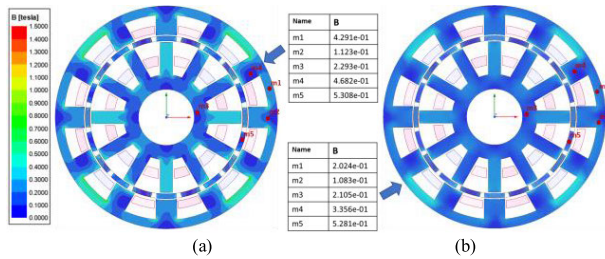 B [tesla]
1.5000
1.4000
1.3000
1.2000
1.1000
1.0000
0.9000
0.8000
0.7000
0.6000
0.5000
0.4000
0.3000
0.2000
0.1000
0.0000
m1
m5
Name B
m1 4.291e-01
m2 1.123e-01
m3 2.293e-01
m4 4.682e-01
m5 5.308e-01
Name B
m1 2.024e-01
m2 1.083e-01
m3 2.105e-01
m4 3.356e-01
m5 5.281e-01
m5
(a)
(b)